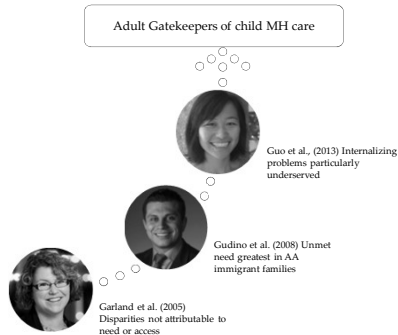 Adult Gatekeepers of child MH care
Guo et al., (2013) Internalizing
problems particularly
underserved
Gudino et al. (2008) Unmet
need greatest in AA
immigrant families
Garland et al. (2005)
Disparities not attributable to
need or access